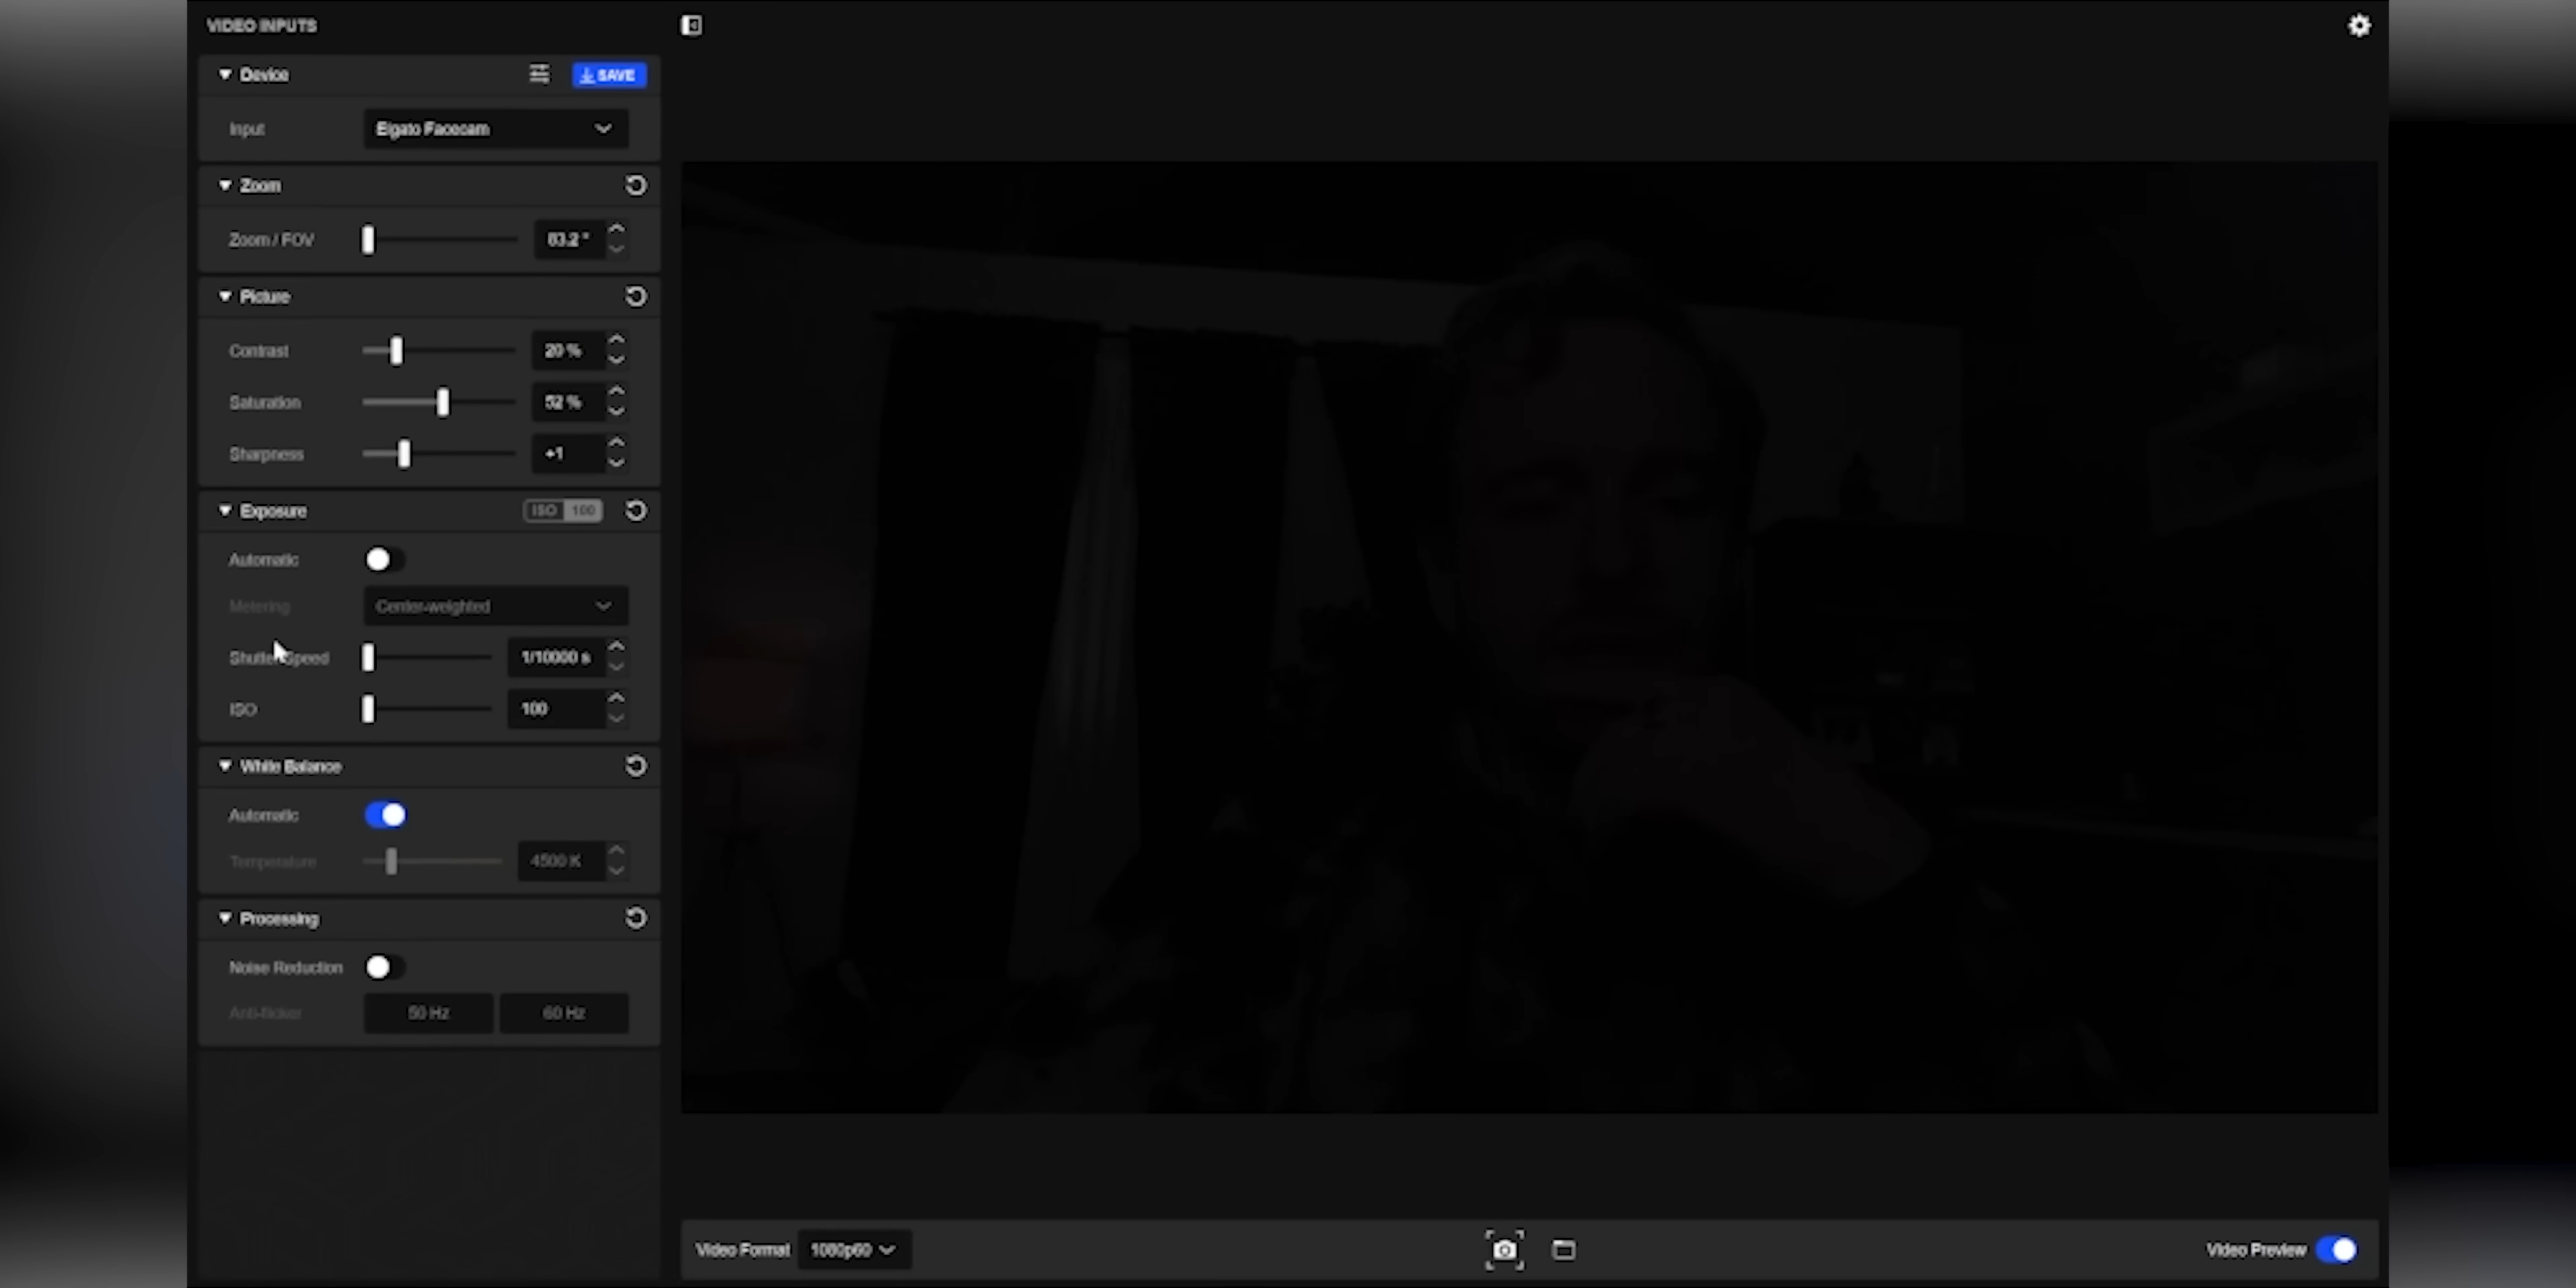 VIDEO INPUTS
Device
SAVE
Input
Elgato Facecam
Zoom
Zoom / FOV
83.2 °
Picture
Contrast
20 %
Saturation
52 %
Sharpness
+1
Exposure
ISO 100
Automatic
Metering
Center-weighted
Shutter Speed
1/10000 s
ISO
100
White Balance
Automatic
Temperature
4500 K
Processing
Noise Reduction
Anti-flicker
50 Hz
60 Hz
Video Format
1080p60
Video Preview